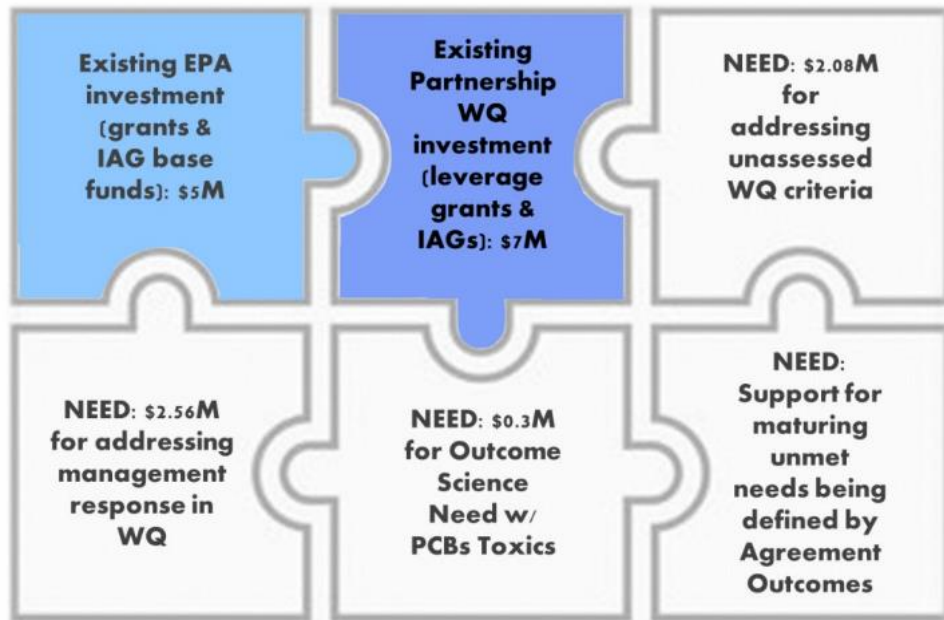 Existing EPA
investment
(grants &
IAG base
funds): $5M
Existing
Partnership
WQ
investment
(leverage
grants &
IAGs): $7M
NEED: $2.08M
for
addressing
unassessed
WQ criteria
NEED: $2.56M
for addressing
management
response in
WQ
NEED: $0.3M
for Outcome
Science
Need w/
PCBs Toxics
NEED:
Support for
maturing
unmet
needs being
defined by
Agreement
Outcomes